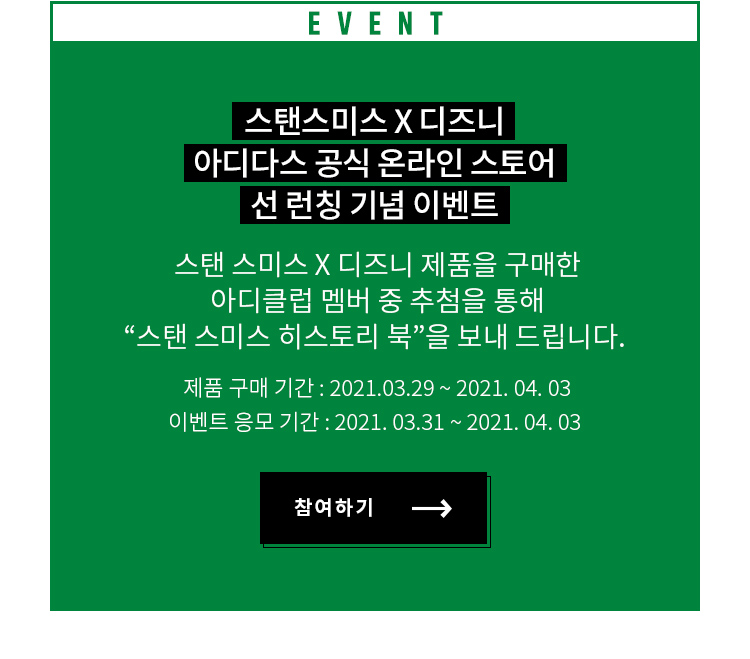 EVENT
스탠스미스 X 디즈니
아디다스 공식 온라인 스토어
선 런칭 기념 이벤트
스탠 스미스 X 디즈니 제품을 구매한
아디클럽 멤버 중 추첨을 통해
“스탠 스미스 히스토리 북”을 보내 드립니다.
제품 구매 기간 : 2021.03.29 ~ 2021. 04. 03
이벤트 응모 기간 : 2021. 03.31 ~ 2021. 04. 03
참여하기